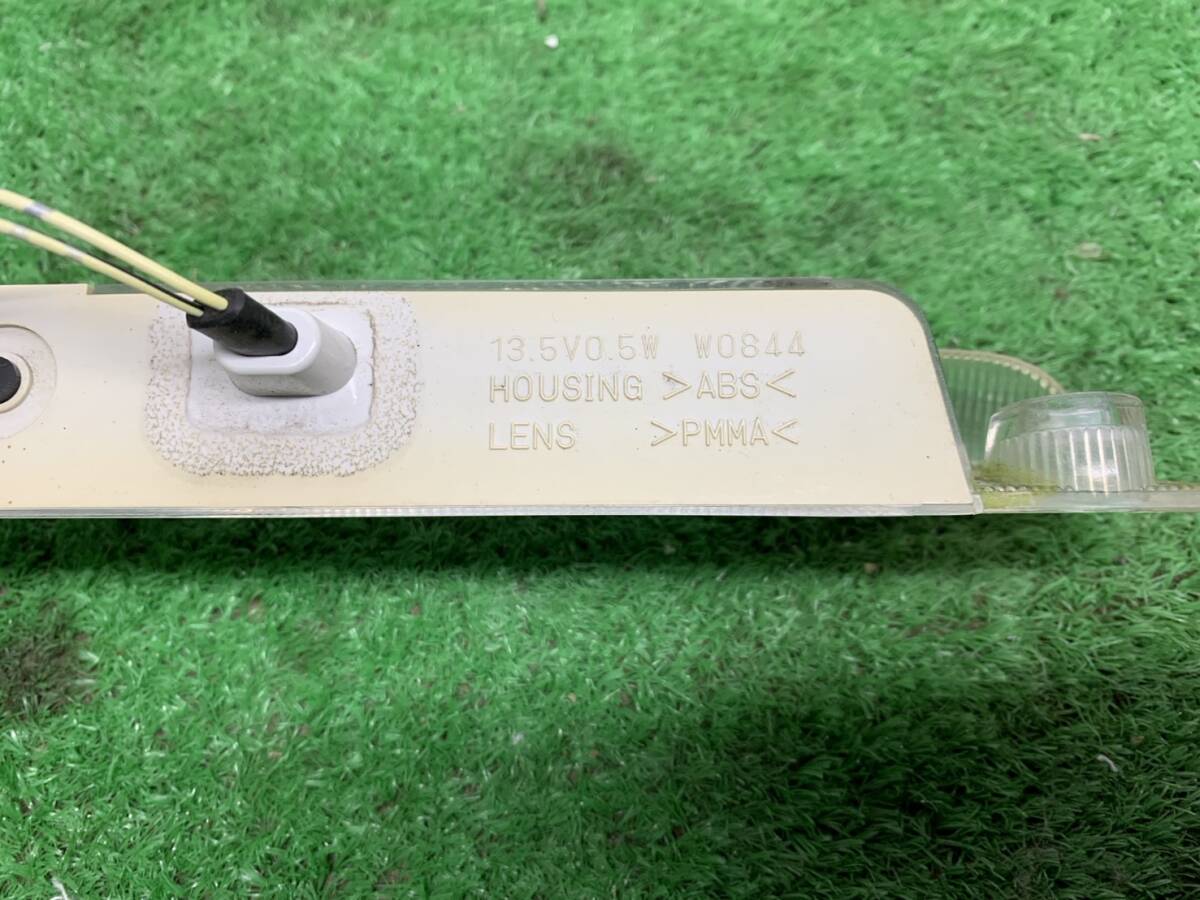 13.5V0.5W W0844
HOUSING >ABS<
LENS >PMMA<